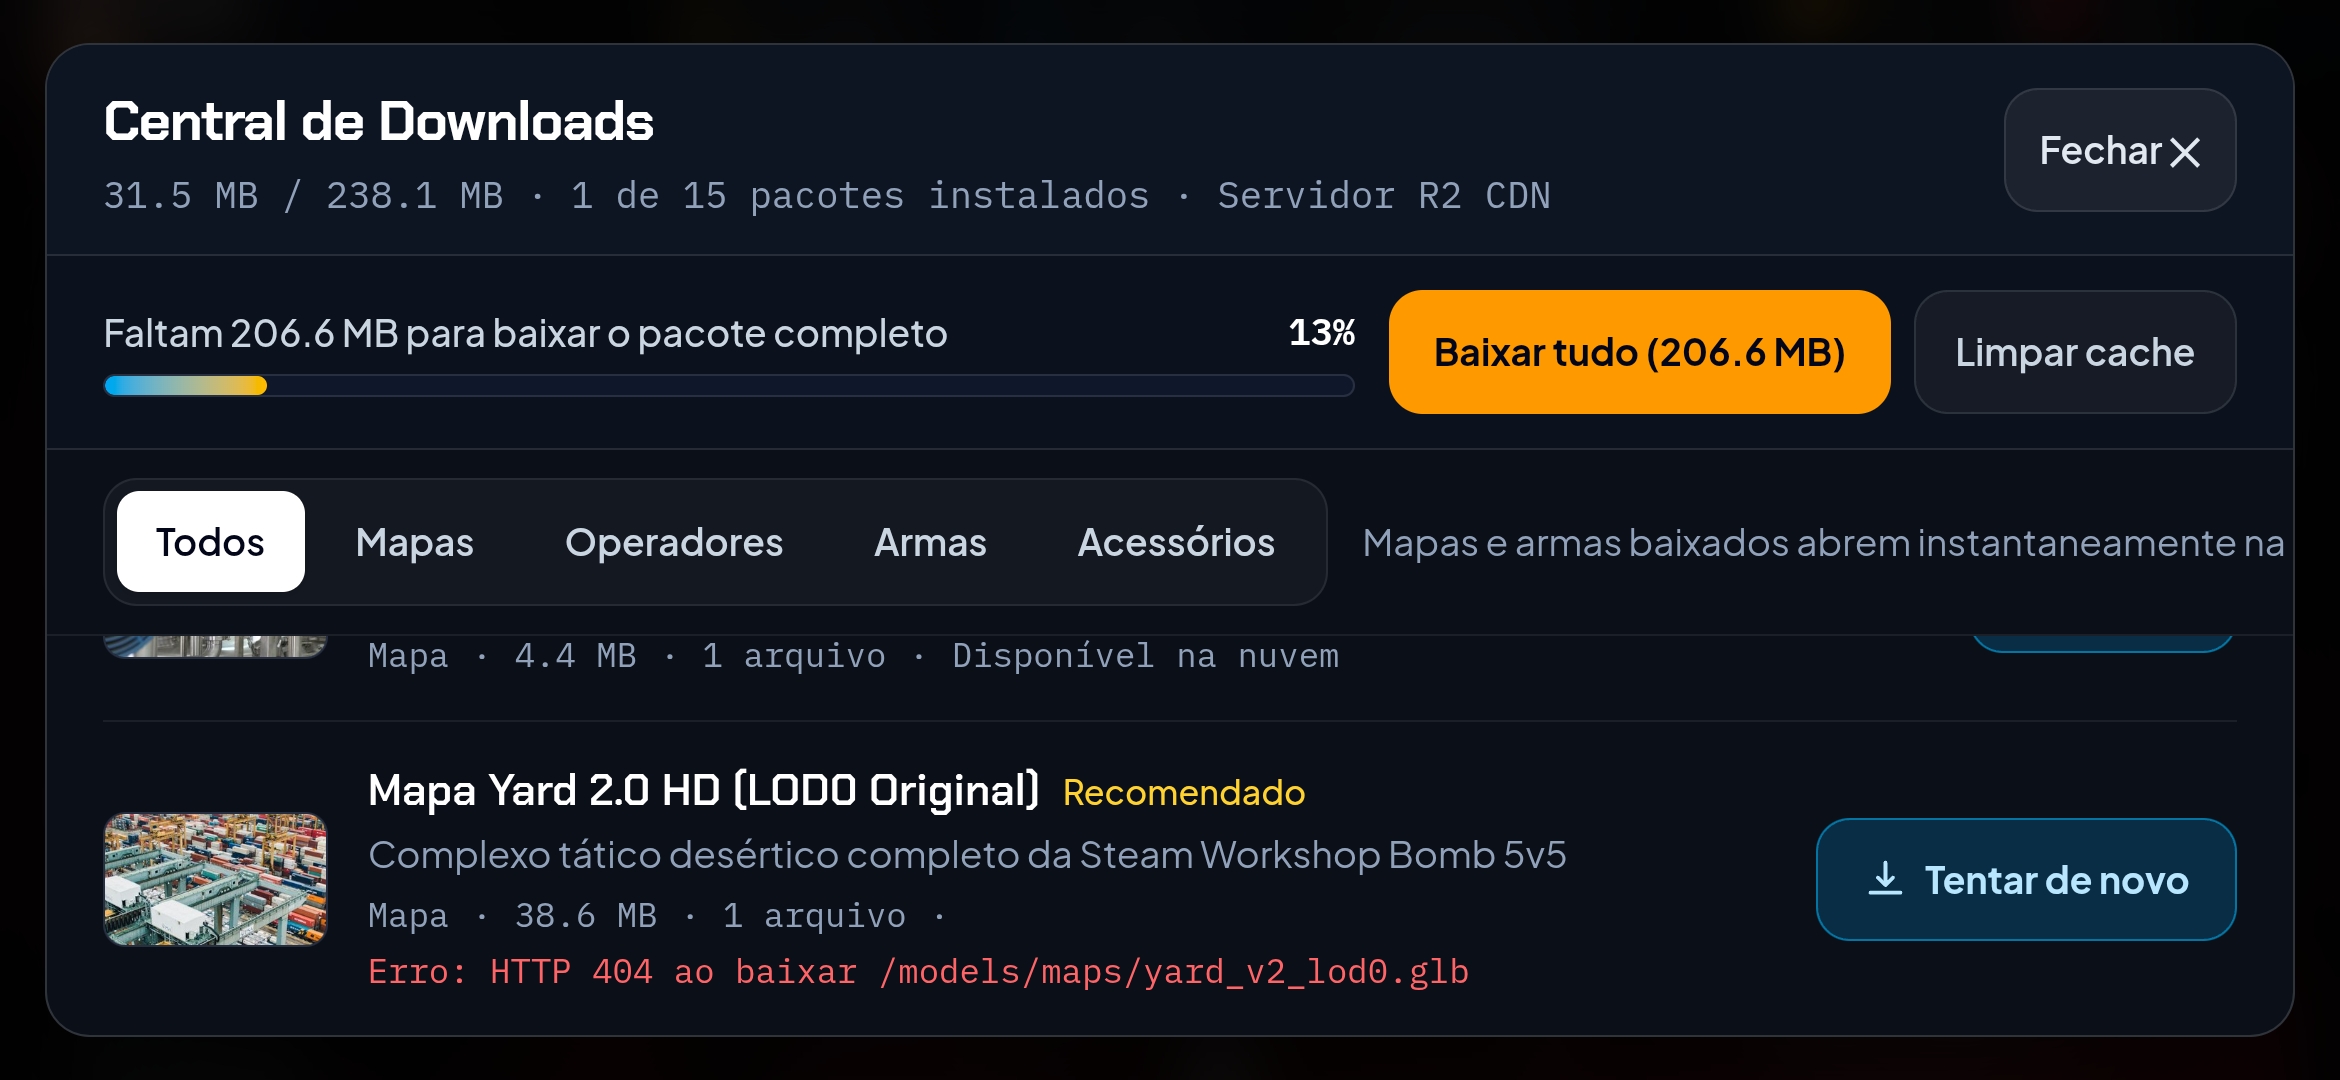 Central de Downloads
31.5 MB / 238.1 MB · 1 de 15 pacotes instalados · Servidor R2 CDN
Fechar
Faltam 206.6 MB para baixar o pacote completo
13%
Baixar tudo (206.6 MB)
Limpar cache
Todos
Mapas
Operadores
Armas
Acessórios
Mapas e armas baixados abrem instantaneamente na
Mapa · 4.4 MB · 1 arquivo · Disponível na nuvem
Mapa Yard 2.0 HD (LOD0 Original) Recomendado
Complexo tático desértico completo da Steam Workshop Bomb 5v5
Mapa · 38.6 MB · 1 arquivo ·
Erro: HTTP 404 ao baixar /models/maps/yard_v2_lod0.glb
Tentar de novo